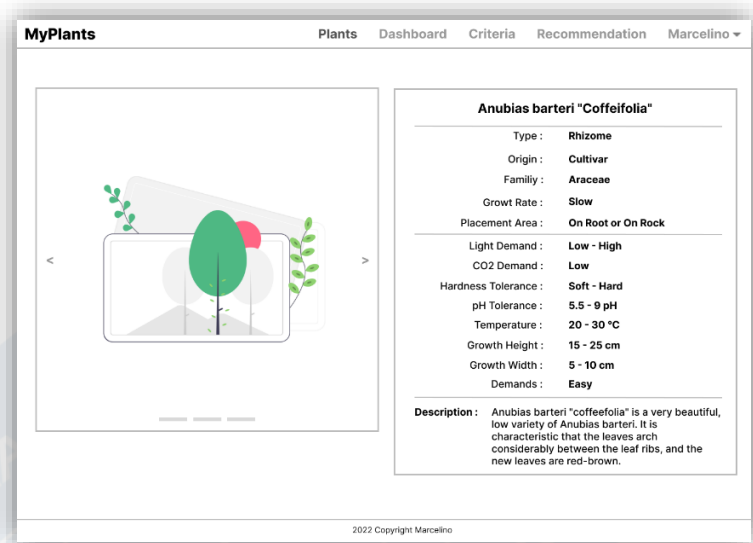 MyPlants Plants Dashboard Criteria Recommendation Marcelino
< >
Anubias barteri "Coffeifolia"
Type : Rhizome
Origin : Cultivar
Familiy : Araceae
Growt Rate : Slow
Placement Area : On Root or On Rock
Light Demand : Low - High
CO2 Demand : Low
Hardness Tolerance : Soft - Hard
pH Tolerance : 5.5 - 9 pH
Temperature : 20 - 30 °C
Growth Height : 15 - 25 cm
Growth Width : 5 - 10 cm
Demands : Easy
Description : Anubias barteri "coffeefolia" is a very beautiful,
low variety of Anubias barteri. It is
characteristic that the leaves arch
considerably between the leaf ribs, and the
new leaves are red-brown.
2022 Copyright Marcelino